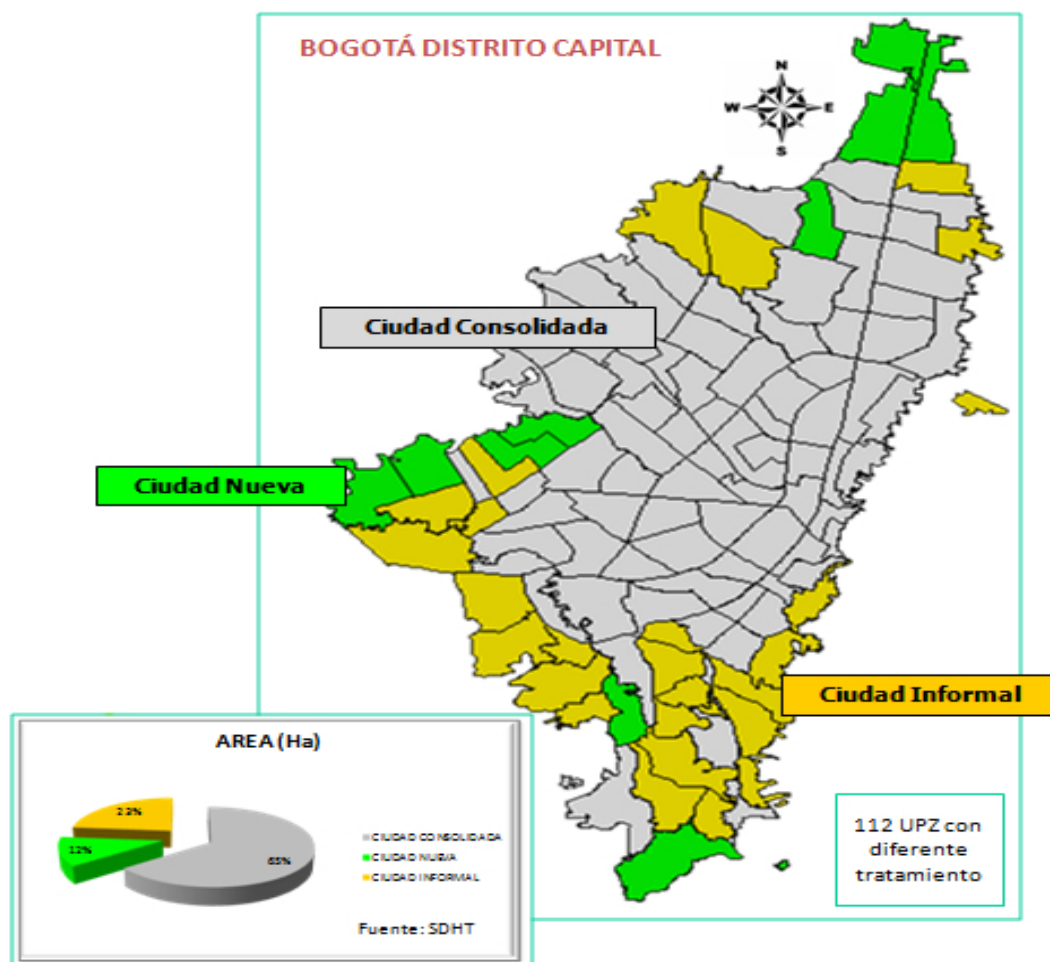 BOGOTÁ DISTRITO CAPITAL
N
W E
S
Ciudad Consolidada
Ciudad Nueva
Ciudad Informal
AREA (Ha)
23%
12%
65%
CIUDAD CONSOLIDADA
CIUDAD NUEVA
CIUDAD INFORMAL
Fuente: SDHT
112 UPZ con
diferente
tratamiento